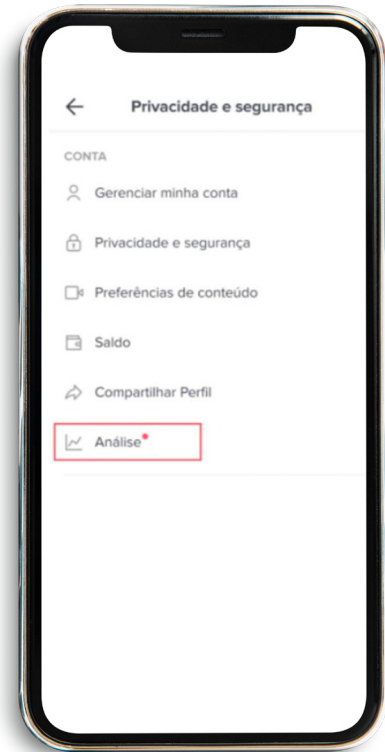 Privacidade e segurança
CONTA
Gerenciar minha conta
Privacidade e segurança
Preferências de conteúdo
Saldo
Compartilhar Perfil
Análise